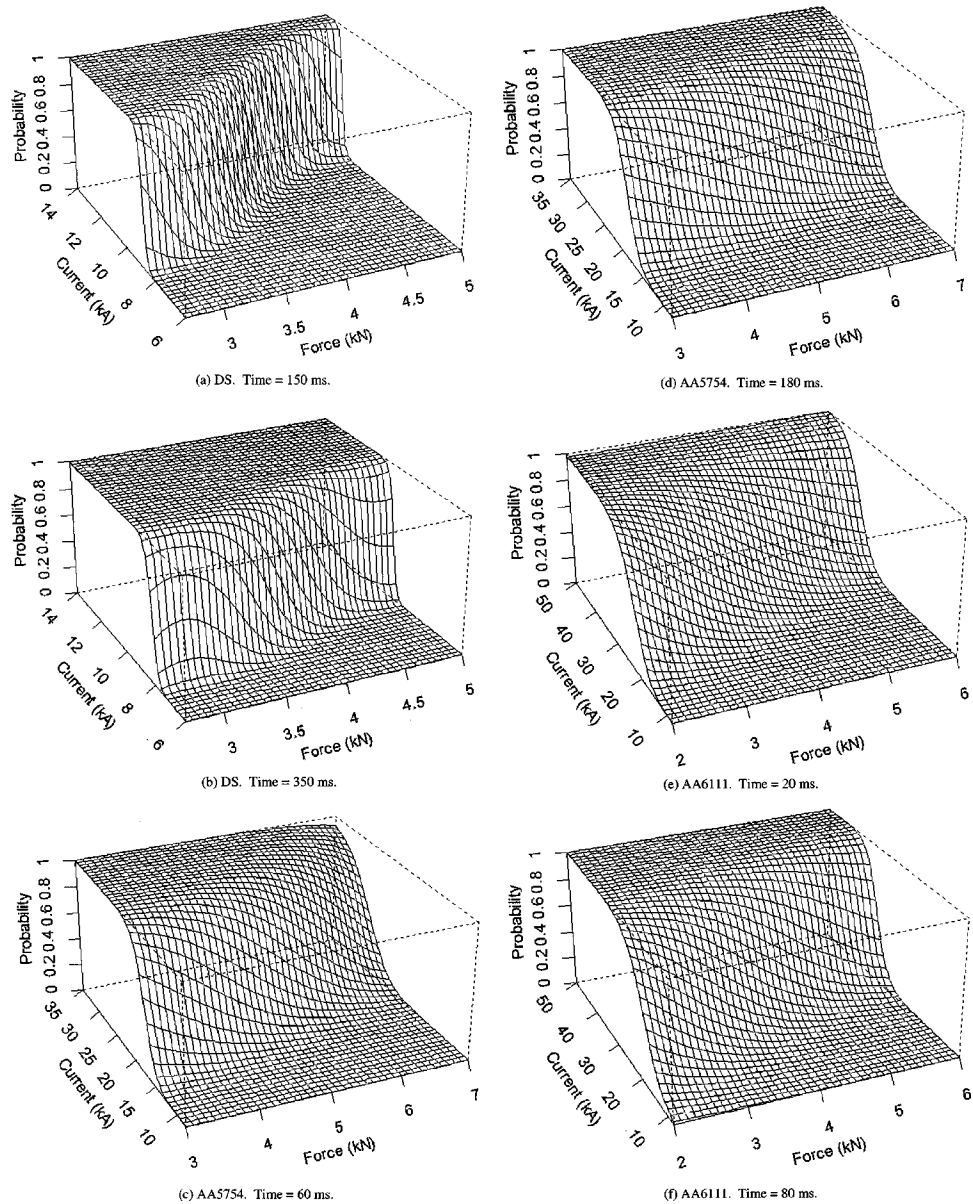 Probability
0 0.2 0.4 0.6 0.8 1
14 12 10 8 6
Current (kA)
3 3.5 4 4.5 5
Force (kN)
(a) DS. Time = 150 ms.
Probability
0 0.2 0.4 0.6 0.8 1
35 30 25 20 15 10
Current (kA)
3 4 5 6 7
Force (kN)
(d) AA5754. Time = 180 ms.
Probability
0 0.2 0.4 0.6 0.8 1
14 12 10 8 6
Current (kA)
3 3.5 4 4.5 5
Force (kN)
(b) DS. Time = 350 ms.
Probability
0 0.2 0.4 0.6 0.8 1
50 40 30 20 10
Current (kA)
2 3 4 5 6
Force (kN)
(e) AA6111. Time = 20 ms.
Probability
0 0.2 0.4 0.6 0.8 1
35 30 25 20 15 10
Current (kA)
3 4 5 6 7
Force (kN)
(c) AA5754. Time = 60 ms.
Probability
0 0.2 0.4 0.6 0.8 1
50 40 30 20 10
Current (kA)
2 3 4 5 6
Force (kN)
(f) AA6111. Time = 80 ms.